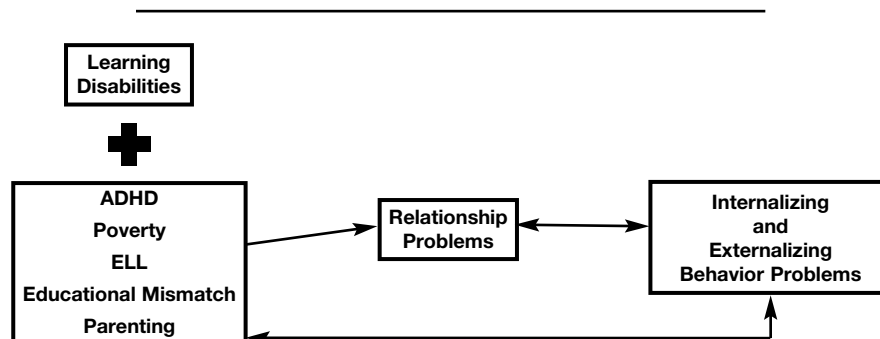 Learning
Disabilities
ADHD
Poverty
ELL
Educational Mismatch
Parenting
Relationship
Problems
Internalizing
and
Externalizing
Behavior Problems